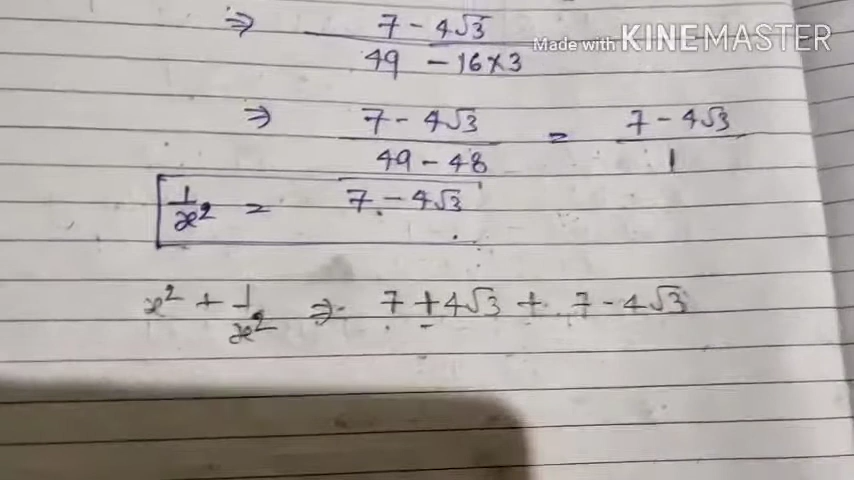 ⇒ 7 - 4√3
Made with KINEMASTER
49 - 16×3
⇒ 7 - 4√3 = 7 - 4√3
49 - 48 1
1/x² = 7 - 4√3
x² + 1/x² ⇒ 7 + 4√3 + 7 - 4√3